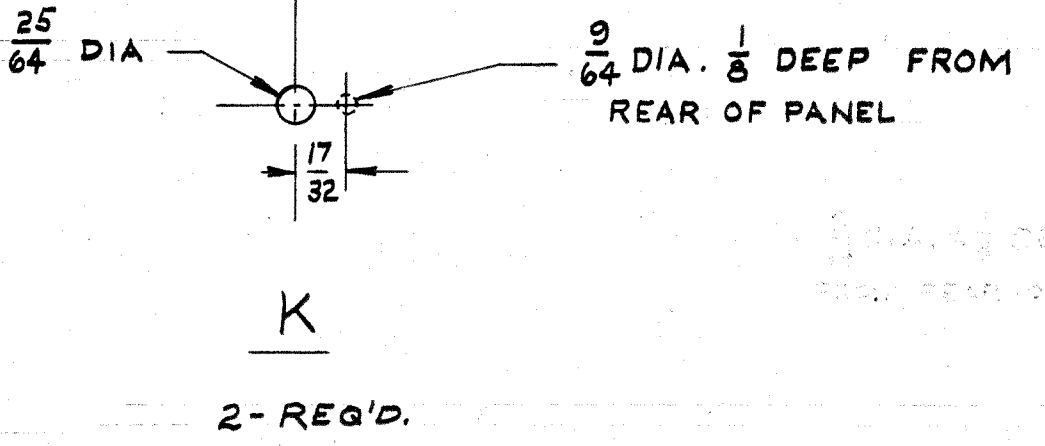 25/64 DIA
9/64 DIA. 1/8 DEEP FROM
REAR OF PANEL
17/32
K
2-REQ'D.